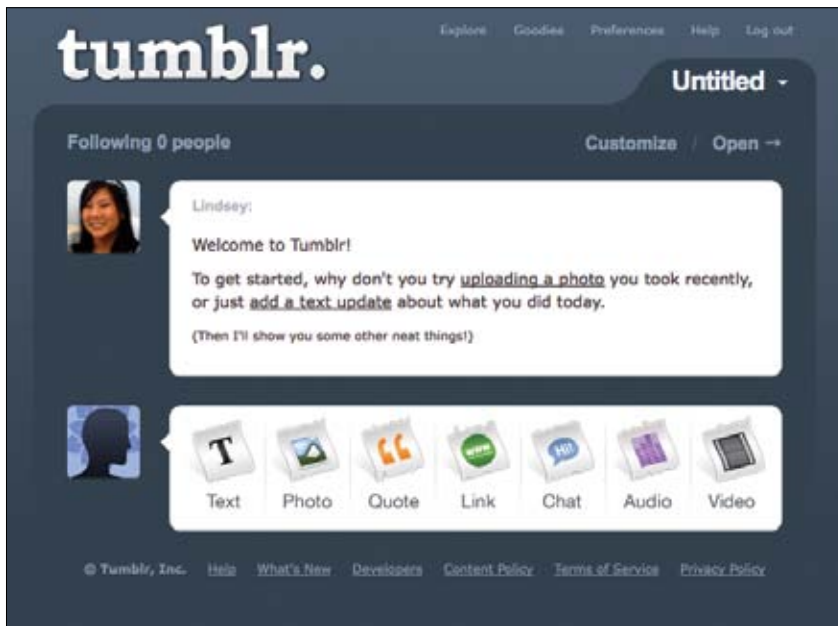 tumblr.
Explore Goodies Preferences Help Log out
Untitled
Following 0 people
Customize / Open →
Lindsey:
Welcome to Tumblr!
To get started, why don't you try uploading a photo you took recently,
or just add a text update about what you did today.
(Then I'll show you some other neat things!)
T
www
Hi!
Text Photo Quote Link Chat Audio Video
© Tumblr, Inc. Help What's New Developers Content Policy Terms of Service Privacy Policy